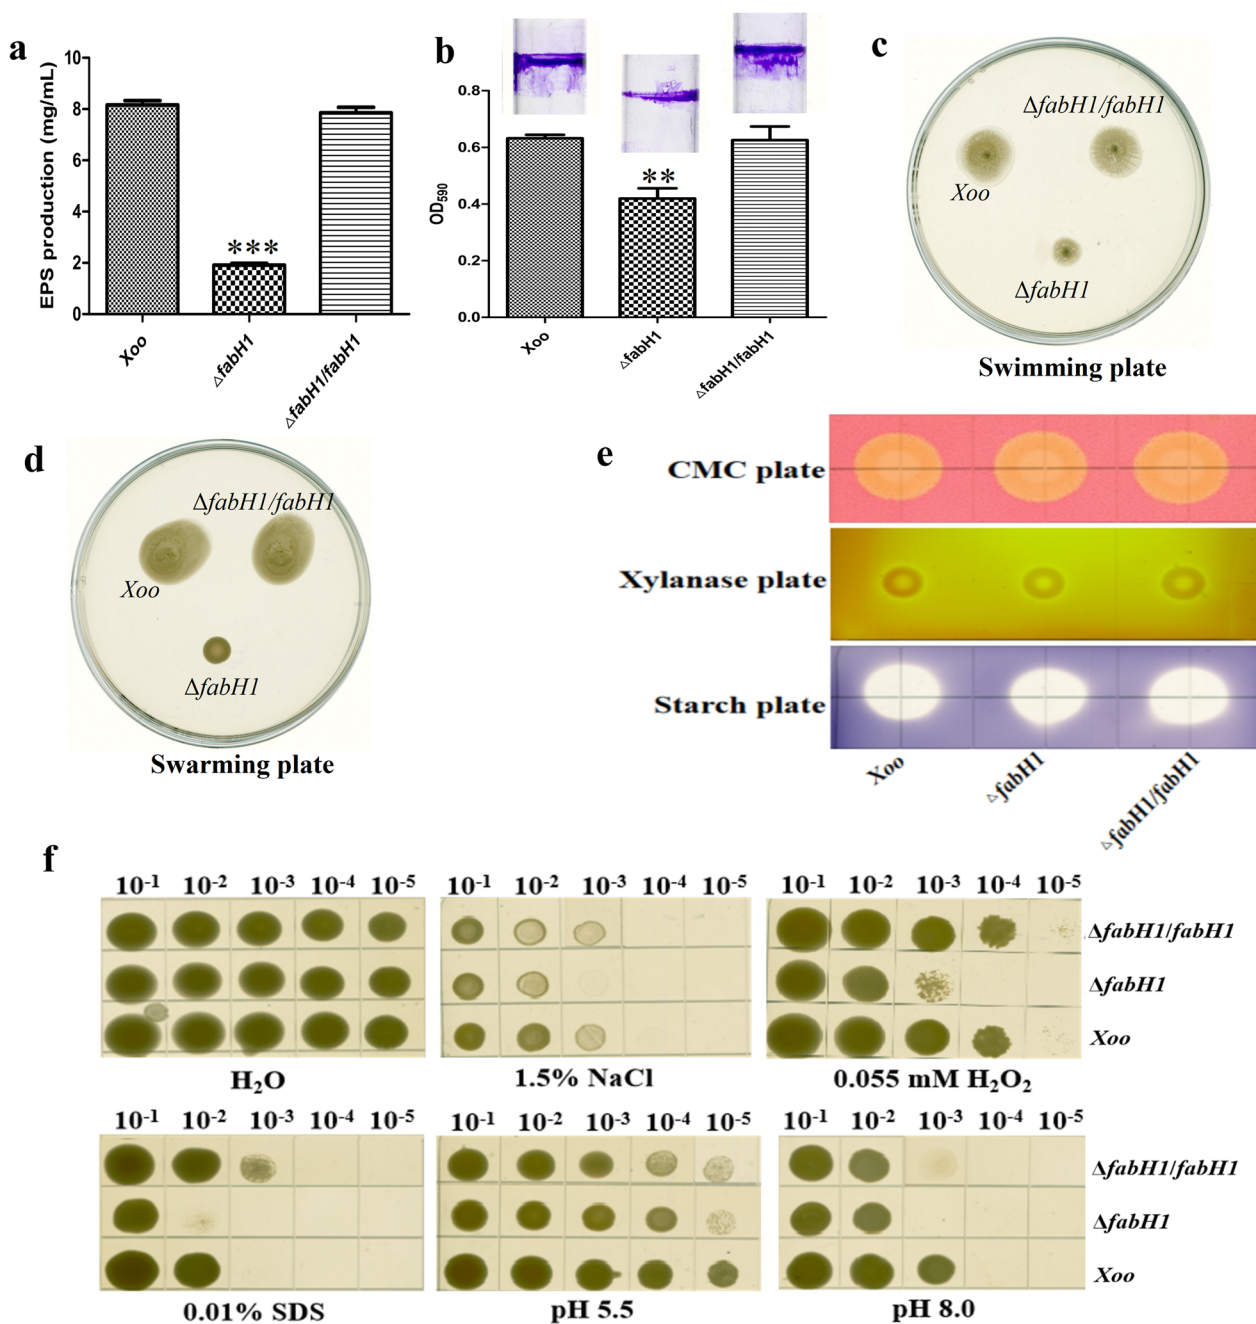 a
EPS production (mg/mL)
10
8
6
4
2
0
***
Xoo
△fabH1
△fabH1/fabH1
b
OD590
0.8
0.6
0.4
0.2
0.0
**
Xoo
△fabH1
△fabH1/fabH1
c
ΔfabH1/fabH1
Xoo
ΔfabH1
Swimming plate
d
ΔfabH1/fabH1
Xoo
ΔfabH1
Swarming plate
e
CMC plate
Xylanase plate
Starch plate
Xoo
△fabH1
△fabH1/fabH1
f
10-1 10-2 10-3 10-4 10-5
10-1 10-2 10-3 10-4 10-5
10-1 10-2 10-3 10-4 10-5
ΔfabH1/fabH1
ΔfabH1
Xoo
H2O
1.5% NaCl
0.055 mM H2O2
10-1 10-2 10-3 10-4 10-5
10-1 10-2 10-3 10-4 10-5
10-1 10-2 10-3 10-4 10-5
ΔfabH1/fabH1
ΔfabH1
Xoo
0.01% SDS
pH 5.5
pH 8.0